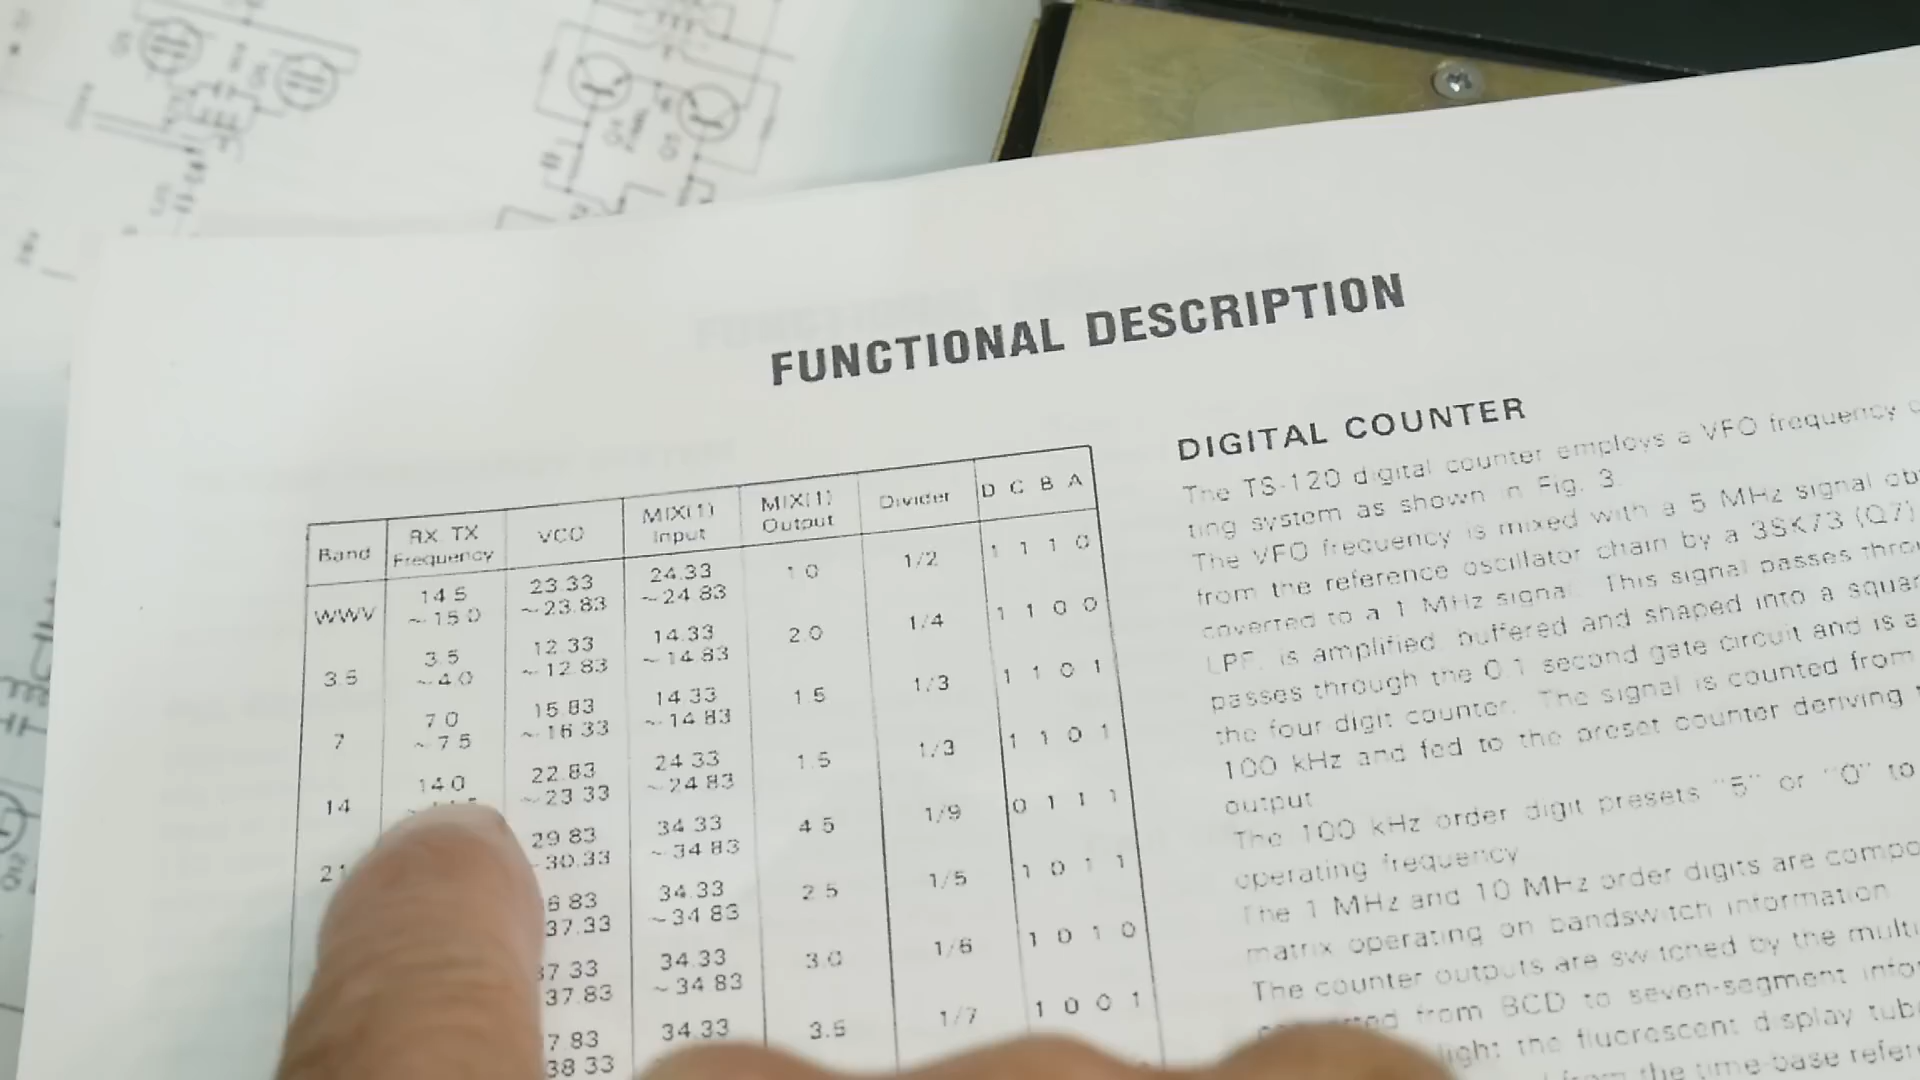 FUNCTIONAL DESCRIPTION
Band RX TX Frequency VCO MIX(1) Input MIX(1) Output Divider D C B A
WWV 14.5 ~15.0 23.33 ~23.83 24.33 ~24.83 1.0 1/2 1 1 1 0
3.5 3.5 ~4.0 12.33 ~12.83 14.33 ~14.83 2.0 1/4 1 1 0 0
7 7.0 ~7.5 15.83 ~16.33 14.33 ~14.83 1.5 1/3 1 1 0 1
14 14.0 22.83 ~23.33 24.33 ~24.83 1.5 1/3 1 1 0 1
29.83 ~30.33 34.33 ~34.83 4.5 1/9 0 1 1 1
37.33 34.33 ~34.83 2.5 1/5 1 0 1 1
37.83 34.33 ~34.83 3.0 1/6 1 0 1 0
38.33 34.33 3.5 1/7 1 0 0 1
DIGITAL COUNTER
The TS-120 digital counter employs a VFO frequency
ting system as shown in Fig. 3.
The VFO frequency is mixed with a 5 MHz signal
from the reference oscillator chain by a 3SK73 (Q7)
coverted to a 1 MHz signal. This signal passes
LPF, is amplified, buffered and shaped into a
passes through the 0.1 second gate circuit and is
the four digit counter. The signal is counted from
100 kHz and fed to the preset counter deriving
output
The 100 kHz order digit presets "5" or "0" to
operating frequency
The 1 MHz and 10 MHz order digits are
matrix operating on bandswitch information
The counter outputs are switched by the
from BCD to seven-segment
light the fluorescent display
from the time-base